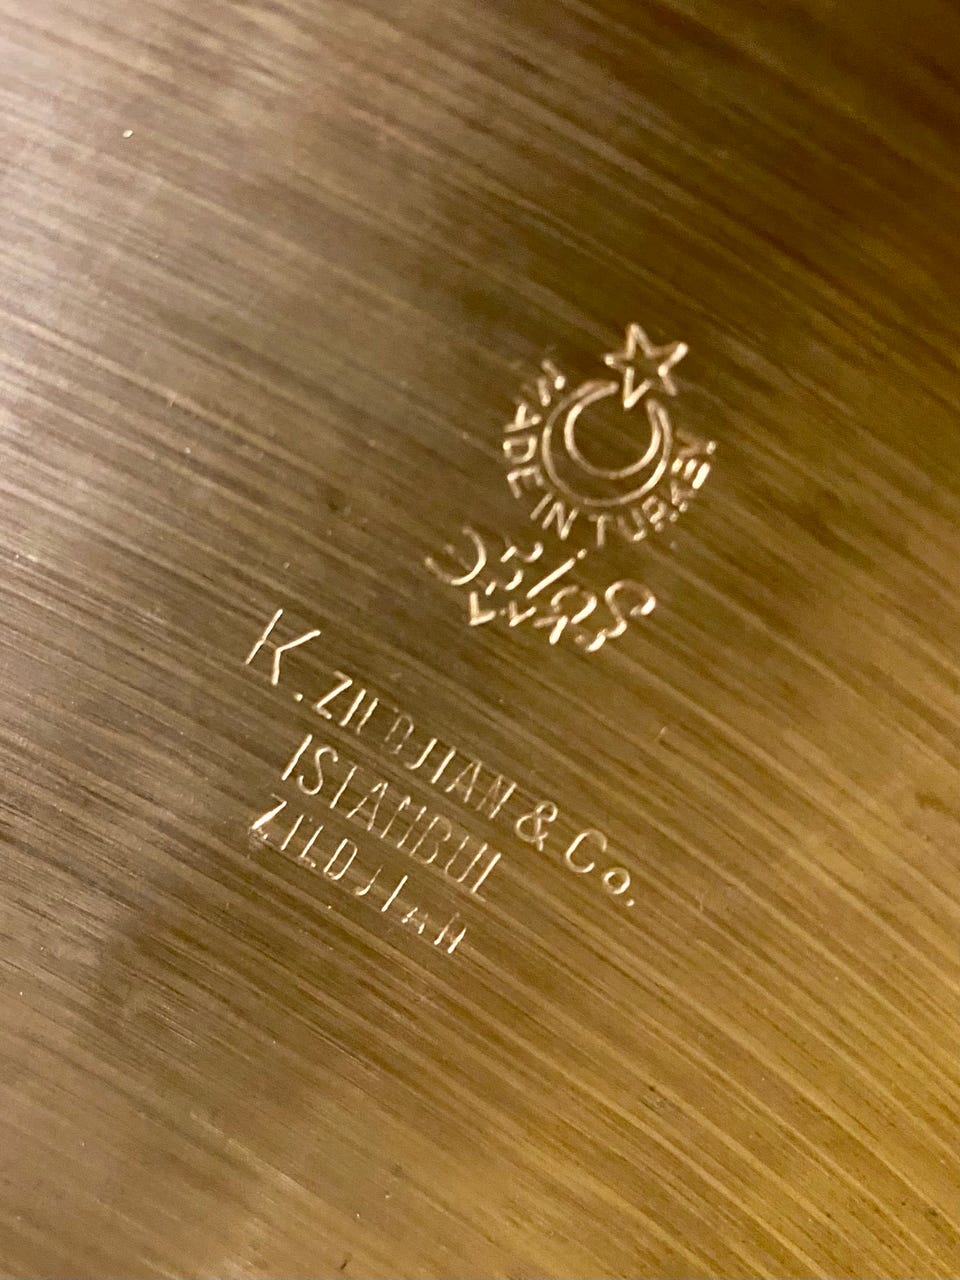 MADE IN TURKEY
K. ZILDJIAN & Co.
ISTANBUL
ZILDJIAN